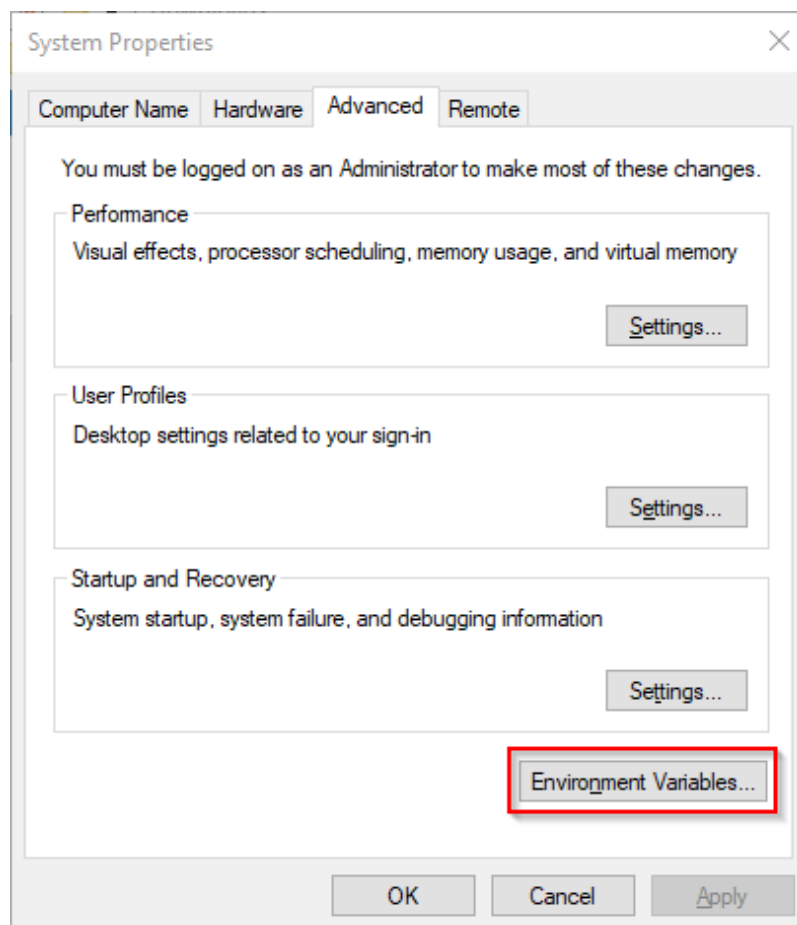 System Properties
Computer Name Hardware Advanced Remote
You must be logged on as an Administrator to make most of these changes.
Performance
Visual effects, processor scheduling, memory usage, and virtual memory
Settings...
User Profiles
Desktop settings related to your sign-in
Settings...
Startup and Recovery
System startup, system failure, and debugging information
Settings...
Environment Variables...
OK Cancel Apply